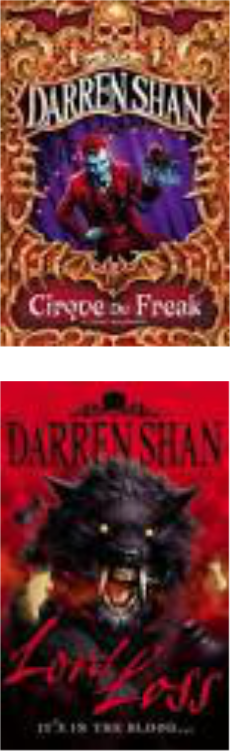 DARREN SHAN
Cirque Du Freak
DARREN SHAN
Lord
Loss
IT'S IN THE BLOOD...